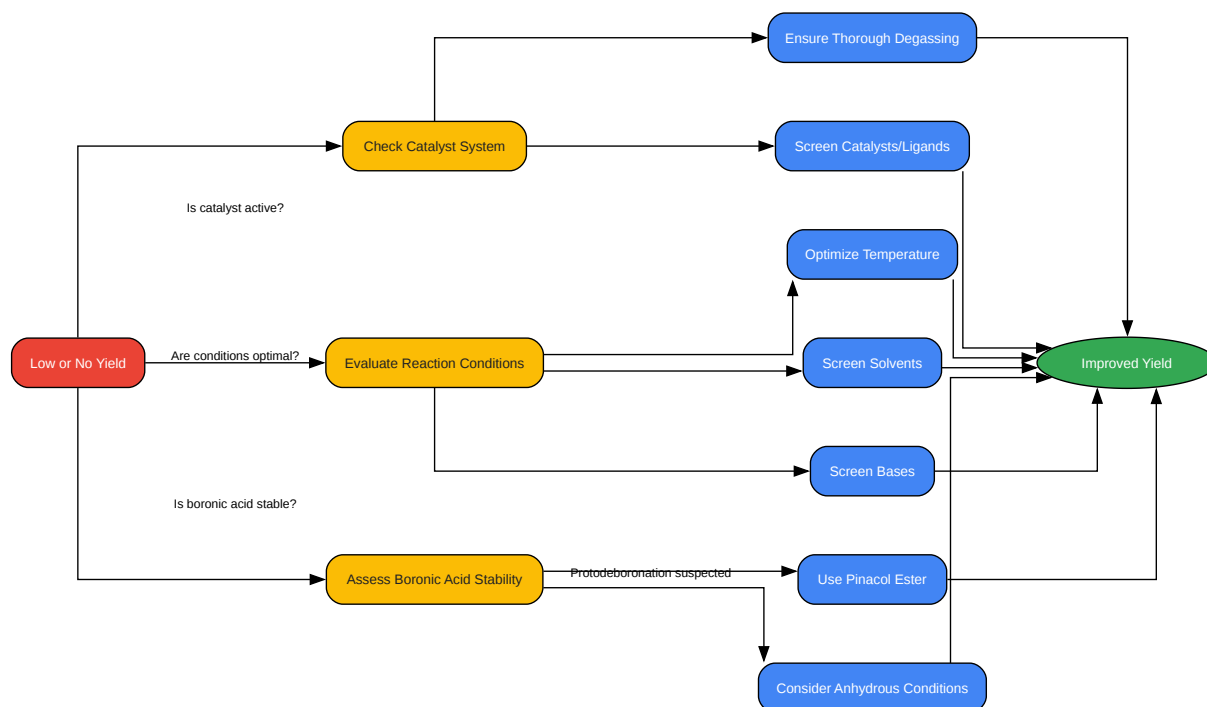 Ensure Thorough Degassing
Check Catalyst System
Screen Catalysts/Ligands
Is catalyst active?
Optimize Temperature
Low or No Yield
Are conditions optimal?
Evaluate Reaction Conditions
Screen Solvents
Improved Yield
Screen Bases
Is boronic acid stable?
Assess Boronic Acid Stability
Protodeboronation suspected
Use Pinacol Ester
Consider Anhydrous Conditions